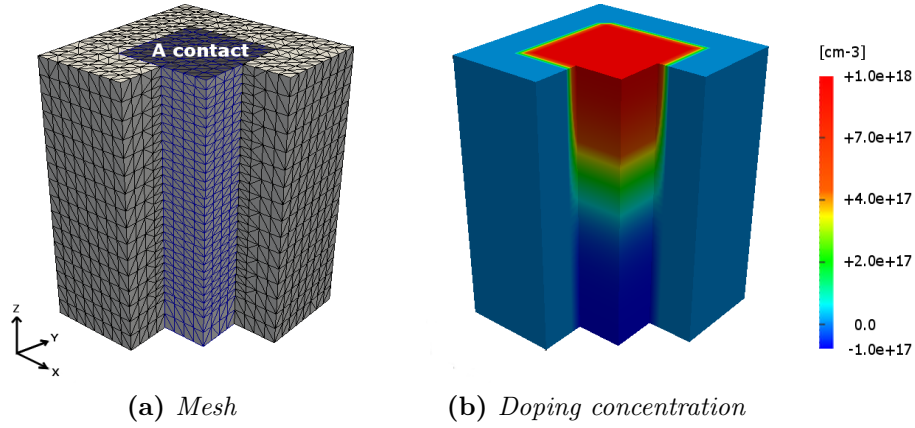 A contact
Z
Y
X
[cm-3]
+1.0e+18
+7.0e+17
+4.0e+17
+2.0e+17
0.0
-1.0e+17
(a) Mesh
(b) Doping concentration